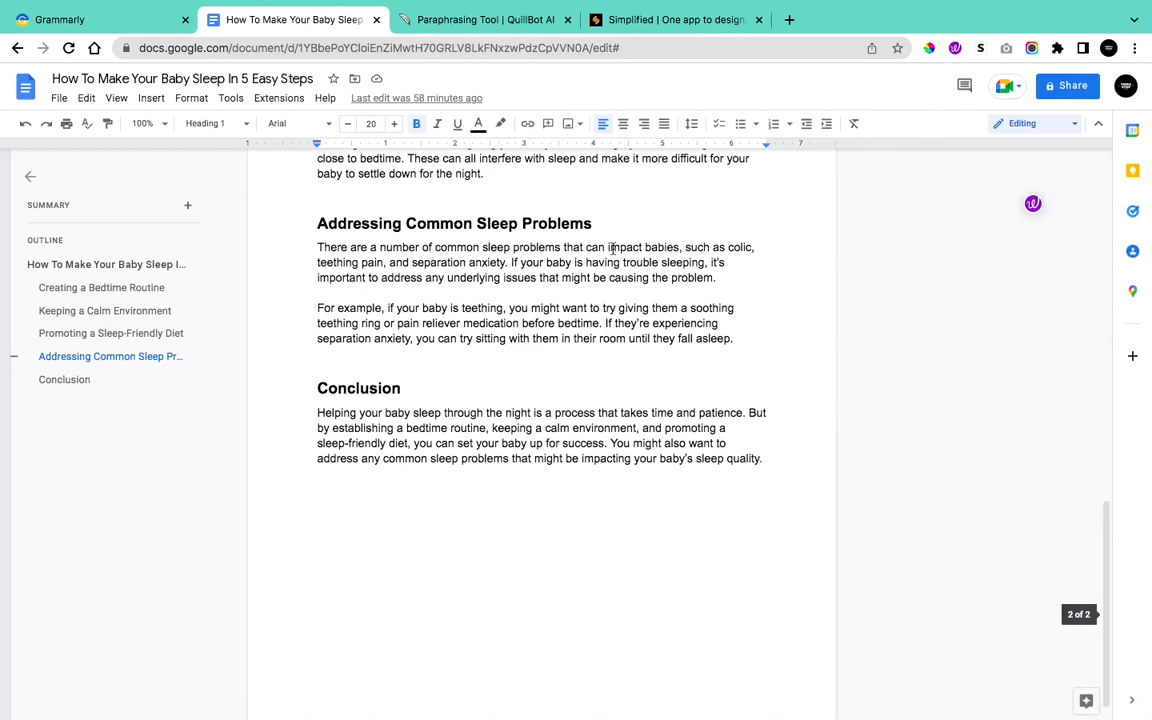 Grammarly
How To Make Your Baby Sleep
Paraphrasing Tool | QuillBot AI
Simplified | One app to design,
docs.google.com/document/d/1YBbePoYCIoiEnZiMwtH70GRLV8LkFNxzwPdzCpVVN0A/edit#
How To Make Your Baby Sleep In 5 Easy Steps
File Edit View Insert Format Tools Extensions Help Last edit was 58 minutes ago
Share
100% Heading 1 Arial 20 Editing
1 1 2 3 4 5 6 7
SUMMARY
OUTLINE
How To Make Your Baby Sleep I...
Creating a Bedtime Routine
Keeping a Calm Environment
Promoting a Sleep-Friendly Diet
Addressing Common Sleep Pr...
Conclusion
close to bedtime. These can all interfere with sleep and make it more difficult for your
baby to settle down for the night.
Addressing Common Sleep Problems
There are a number of common sleep problems that can impact babies, such as colic,
teething pain, and separation anxiety. If your baby is having trouble sleeping, it's
important to address any underlying issues that might be causing the problem.
For example, if your baby is teething, you might want to try giving them a soothing
teething ring or pain reliever medication before bedtime. If they're experiencing
separation anxiety, you can try sitting with them in their room until they fall asleep.
Conclusion
Helping your baby sleep through the night is a process that takes time and patience. But
by establishing a bedtime routine, keeping a calm environment, and promoting a
sleep-friendly diet, you can set your baby up for success. You might also want to
address any common sleep problems that might be impacting your baby's sleep quality.
2 of 2